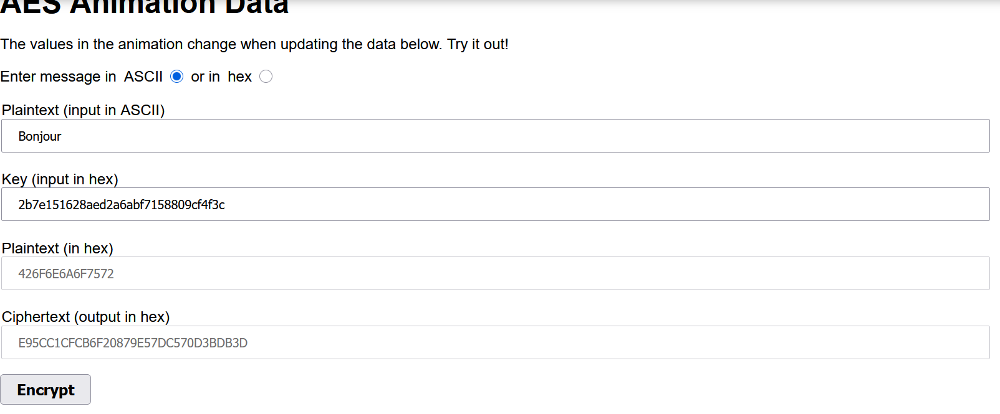 AES Animation Data
The values in the animation change when updating the data below. Try it out!
Enter message in ASCII or in hex
Plaintext (input in ASCII)
Bonjour
Key (input in hex)
2b7e151628aed2a6abf7158809cf4f3c
Plaintext (in hex)
426F6E6A6F7572
Ciphertext (output in hex)
E95CC1CFCB6F20879E57DC570D3BDB3D
Encrypt